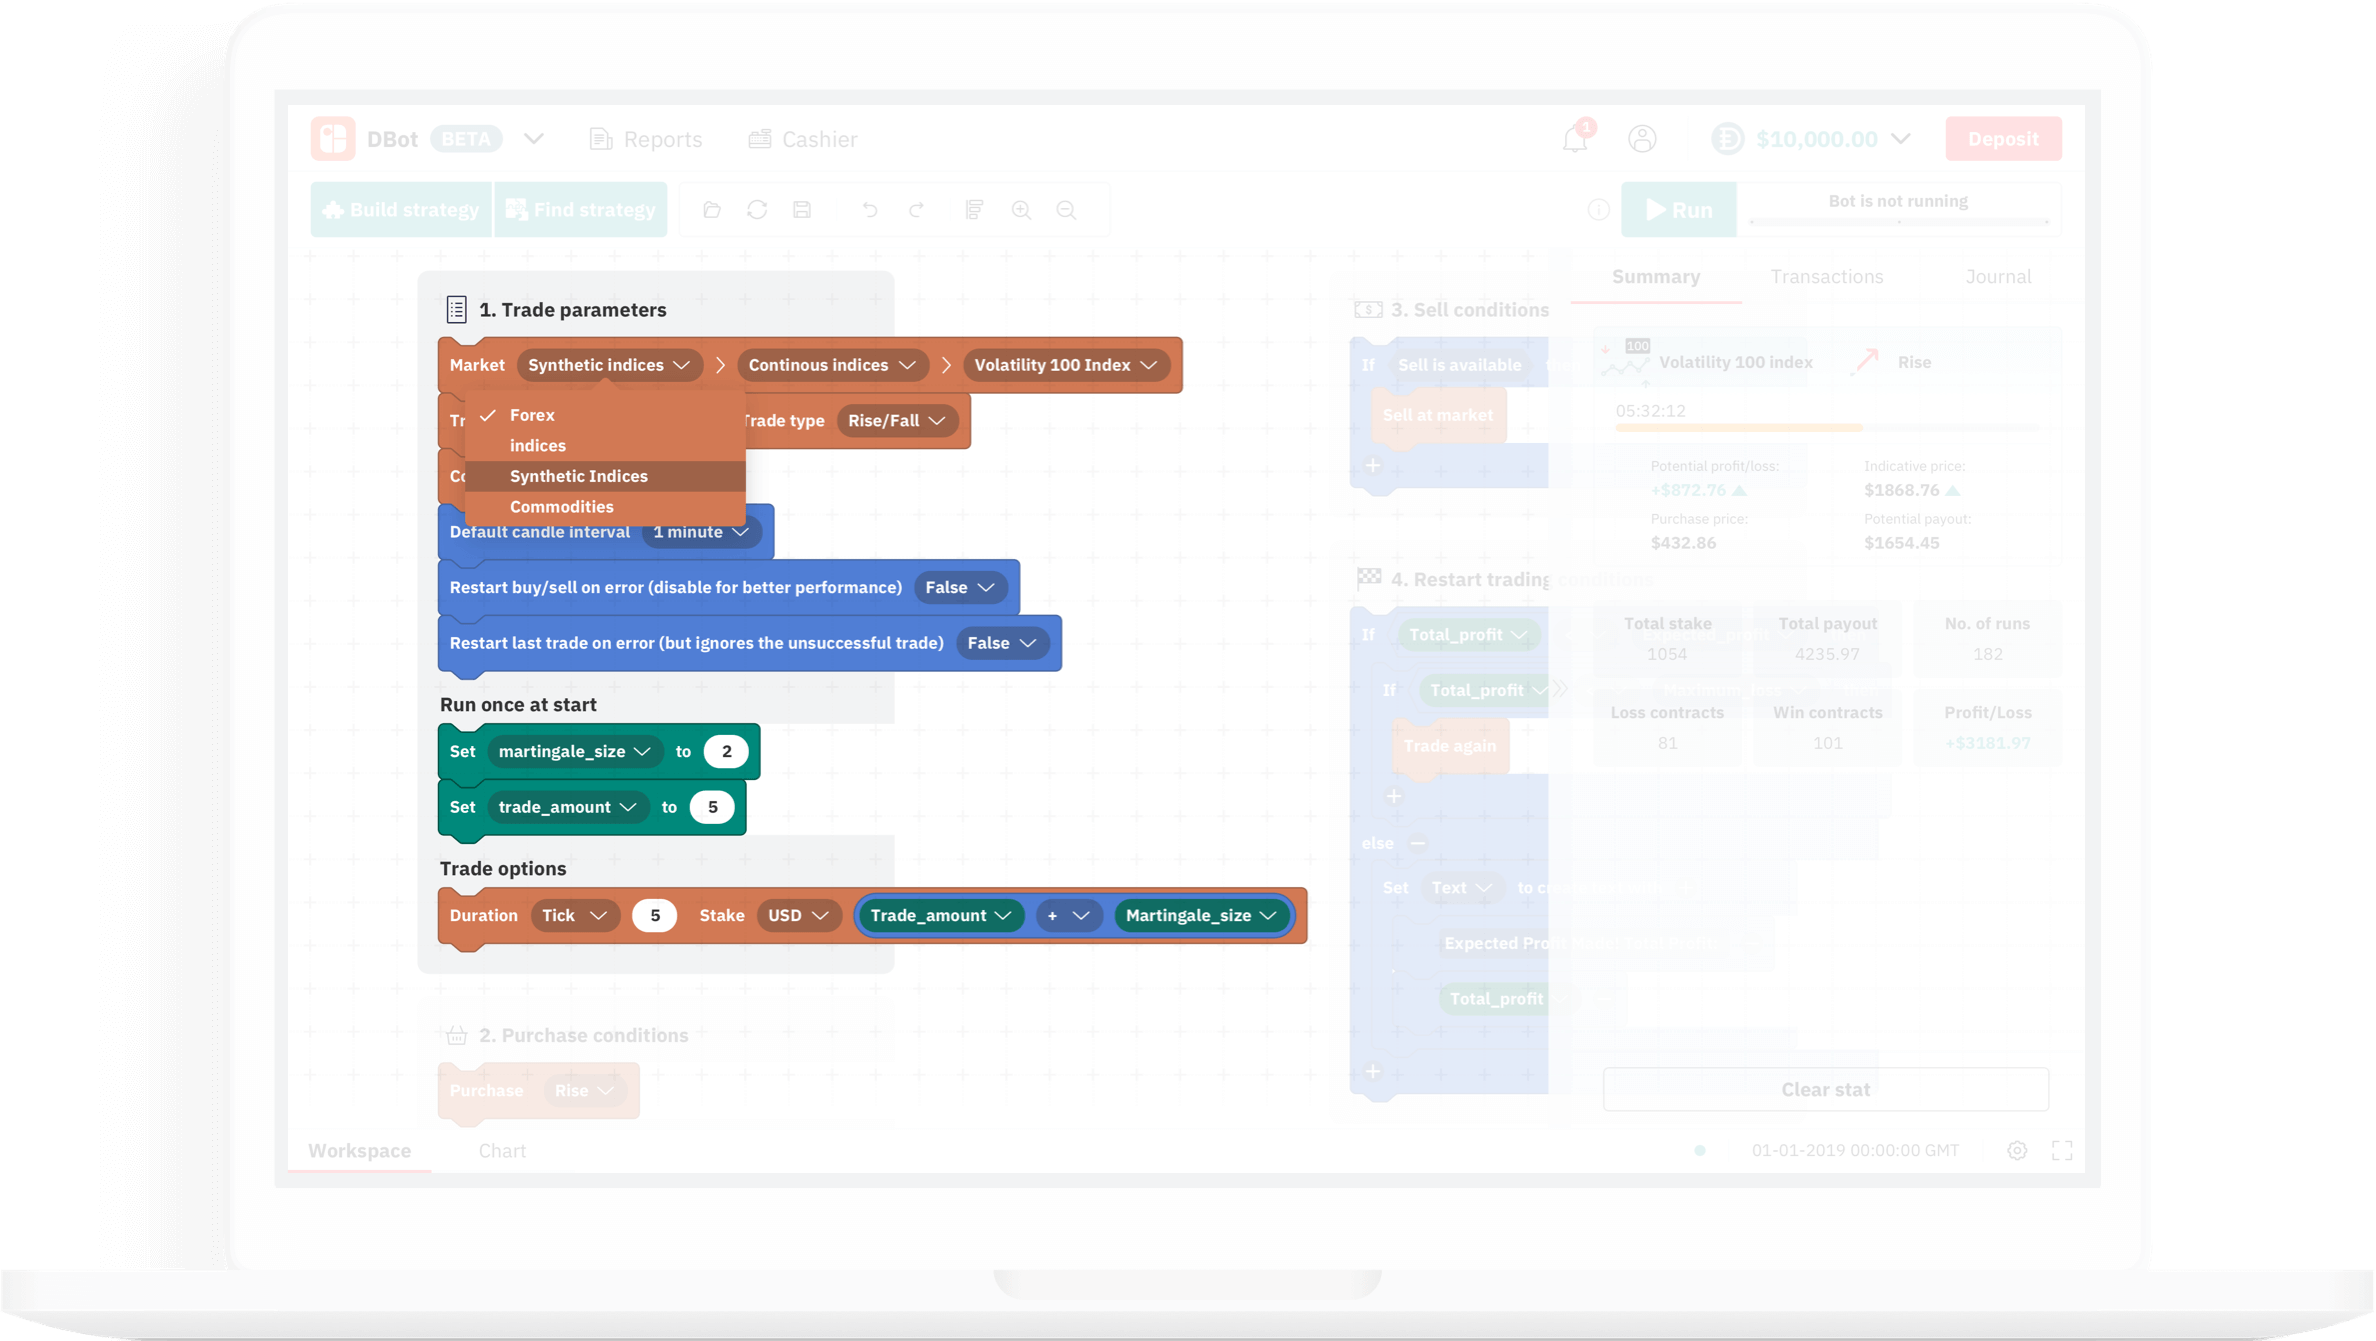 DBot BETA Reports Cashier 1 $10,000.00 Deposit
Build strategy Find strategy Run Bot is not running
Summary Transactions Journal
1. Trade parameters
Market Synthetic indices Continous indices Volatility 100 Index
Forex
indices
Synthetic Indices
Commodities
Trade type Rise/Fall
Default candle interval 1 minute
Restart buy/sell on error (disable for better performance) False
Restart last trade on error (but ignores the unsuccessful trade) False
Run once at start
Set martingale_size to 2
Set trade_amount to 5
Trade options
Duration Tick 5 Stake USD Trade_amount + Martingale_size
2. Purchase conditions
Purchase Rise
3. Sell conditions
If Sell is available
Sell at market
4. Restart trading conditions
If Total_profit
If Total_profit
Trade again
else
Set Text to
Expected Profit
Total_profit
100 Volatility 100 index Rise
05:32:12
Potential profit/loss: Indicative price:
+$872.76 $1868.76
Purchase price: Potential payout:
$432.86 $1654.45
Total stake Total payout No. of runs
1054 4235.97 182
Loss contracts Win contracts Profit/Loss
81 101 +$3181.97
Clear stat
Workspace Chart 01-01-2019 00:00:00 GMT